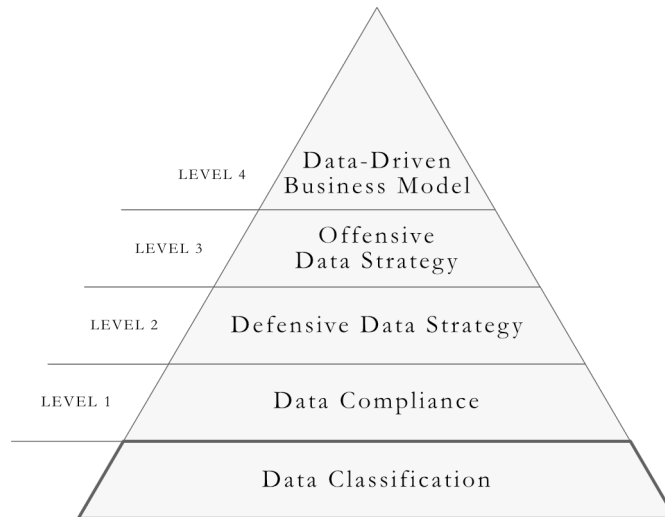 LEVEL 4
Data-Driven
Business Model
LEVEL 3
Offensive
Data Strategy
LEVEL 2
Defensive Data Strategy
LEVEL 1
Data Compliance
Data Classification